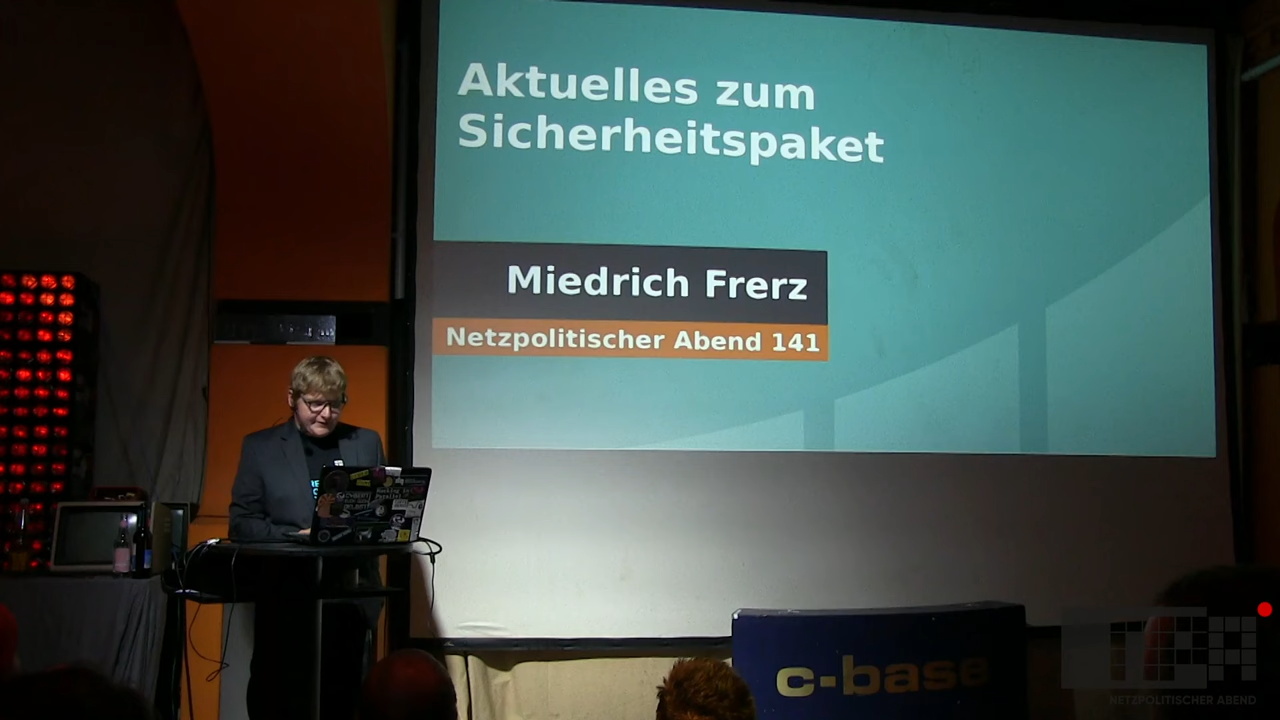 Aktuelles zum
Sicherheitspaket
Miedrich Frerz
Netzpolitischer Abend 141
c-base
NETZPOLITISCHER ABEND